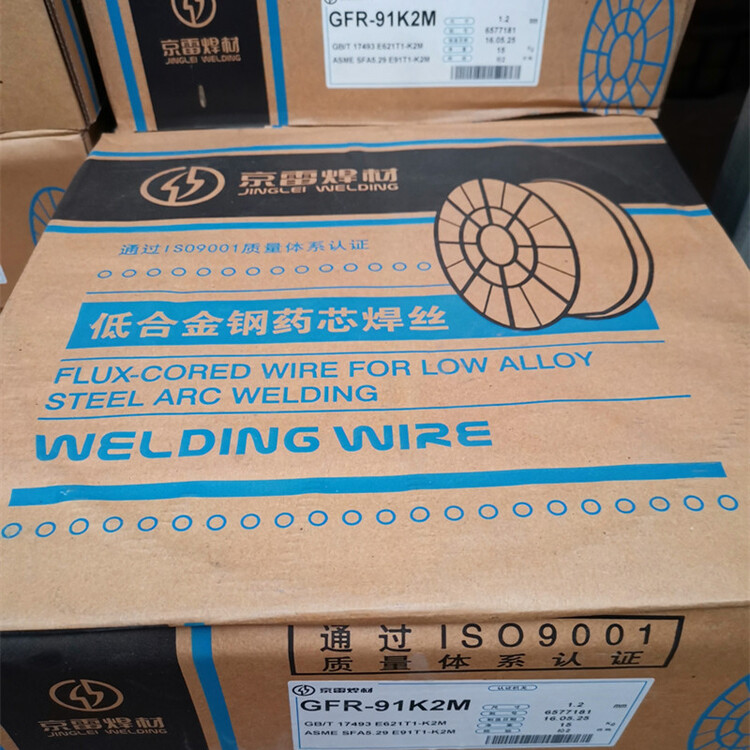 京雷焊材
JINGLEI WELDING
GFR-91K2M
1.2 mm
6577181
GB/T 17493 E621T1-K2M
16.05.25
15 Kg
ASME SFA5.29 E91T1-K2M
京雷焊材
JINGLEI WELDING
通过ISO9001质量体系认证
低合金钢药芯焊丝
FLUX-CORED WIRE FOR LOW ALLOY
STEEL ARC WELDING
WELDING WIRE
通过ISO9001
质量体系认证
京雷焊材
京雷焊材
GFR-91K2M
1.2 mm
6577181
GB/T 17493 E621T1-K2M
16.05.25
15
ASME SFA5.29 E91T1-K2M